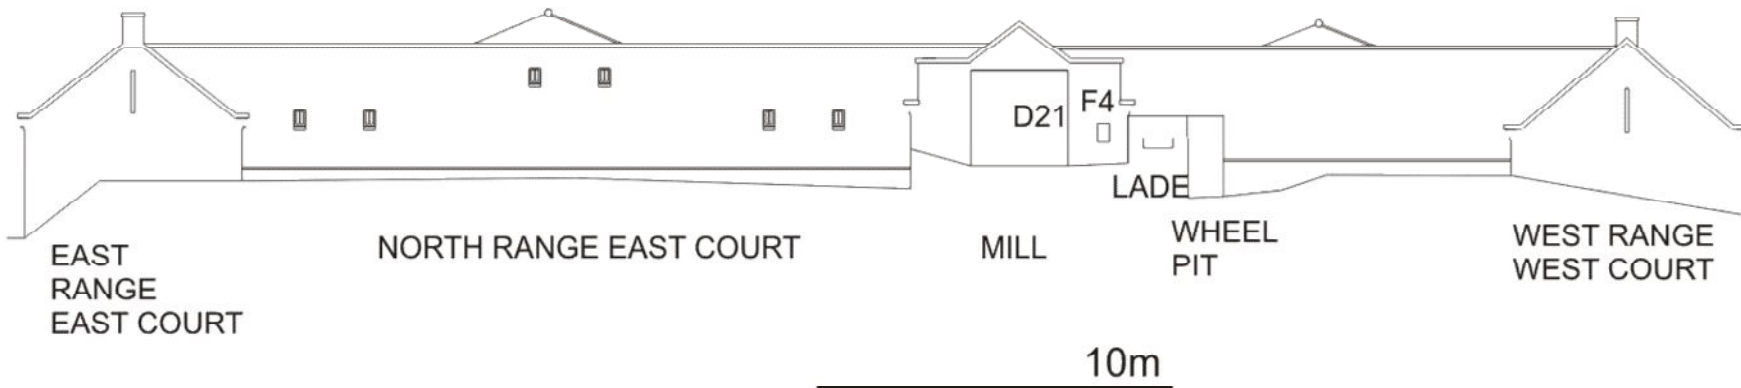 D21
F4
LADE
EAST
RANGE
EAST COURT
NORTH RANGE EAST COURT
MILL
WHEEL
PIT
WEST RANGE
WEST COURT
10m